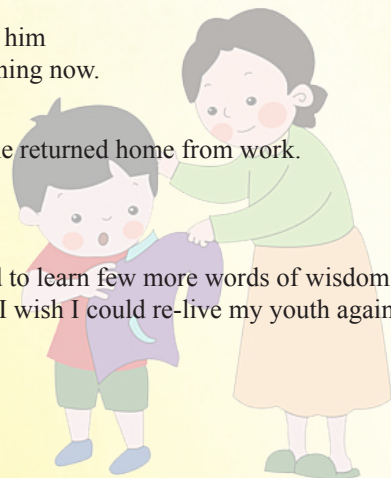 him
ning now.
e returned home from work.
to learn few more words of wisdom
I wish I could re-live my youth again